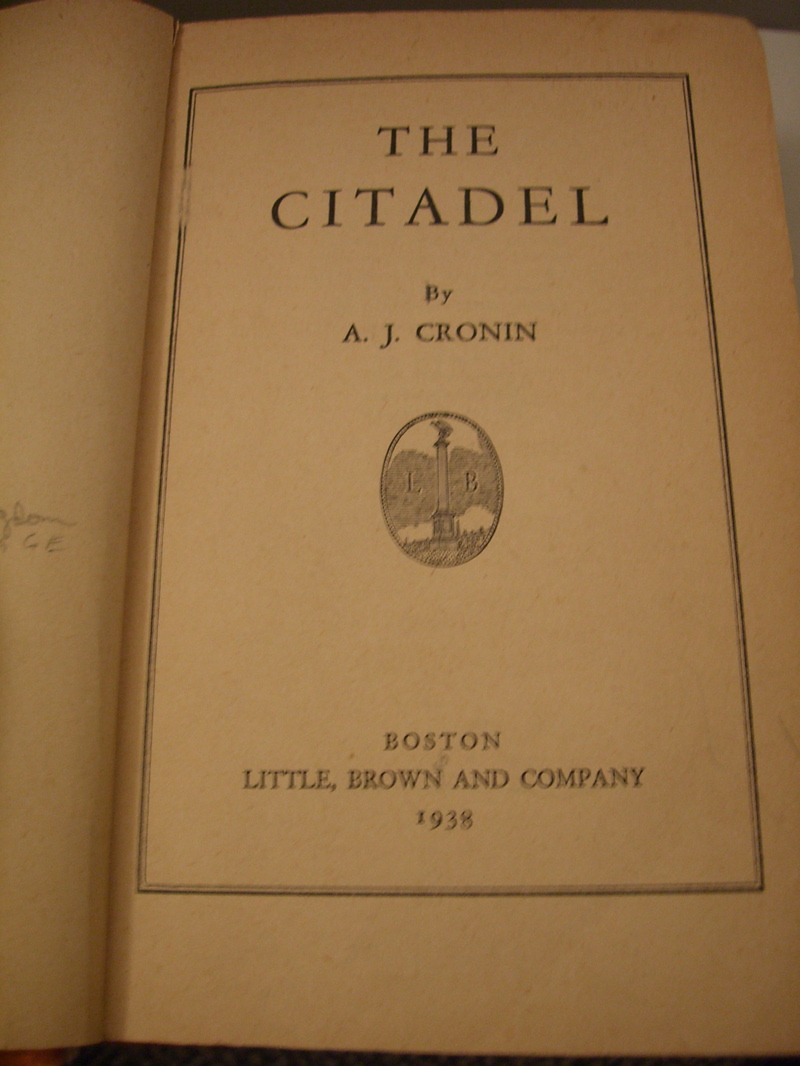 THE
CITADEL
By
A. J. CRONIN
L B
BOSTON
LITTLE, BROWN AND COMPANY
1938